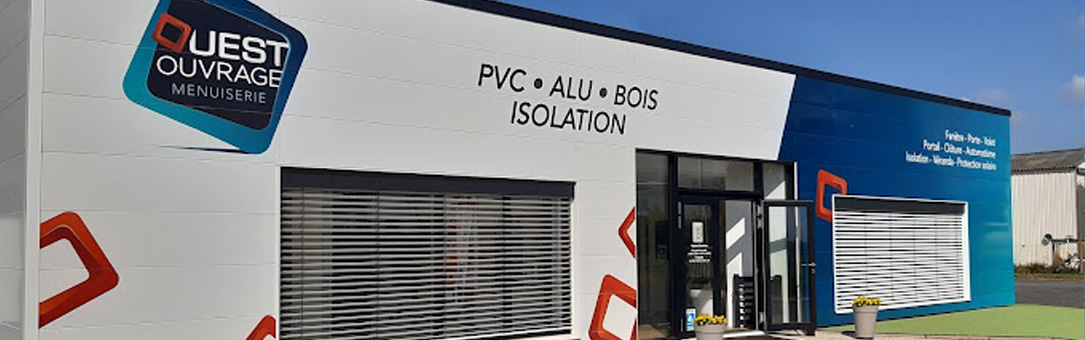 OUEST
OUVRAGE
MENUISERIE
PVC • ALU • BOIS
ISOLATION
Fenêtre - Porte - Volet
Portail - Clôture - Automatisme
Isolation - Véranda - Protection solaire